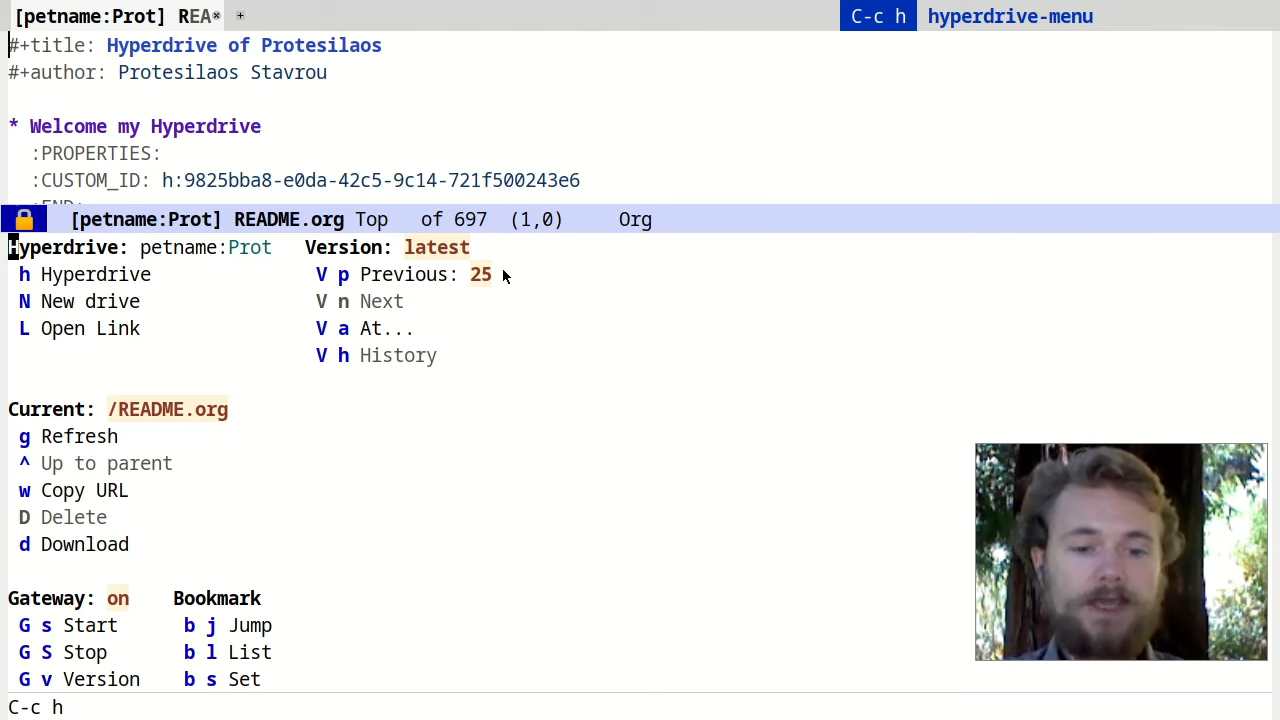 [petname:Prot] REA
C-c h hyperdrive-menu
#+title: Hyperdrive of Protesilaos
#+author: Protesilaos Stavrou
* Welcome my Hyperdrive
:PROPERTIES:
:CUSTOM_ID: h:9825bba8-e0da-42c5-9c14-721f500243e6
:END:
[petname:Prot] README.org Top of 697 (1,0) Org
Hyperdrive: petname:Prot Version: latest
h Hyperdrive V p Previous: 25
N New drive V n Next
L Open Link V a At...
V h History
Current: /README.org
g Refresh
^ Up to parent
w Copy URL
D Delete
d Download
Gateway: on Bookmark
G s Start b j Jump
G S Stop b l List
G v Version b s Set
C-c h